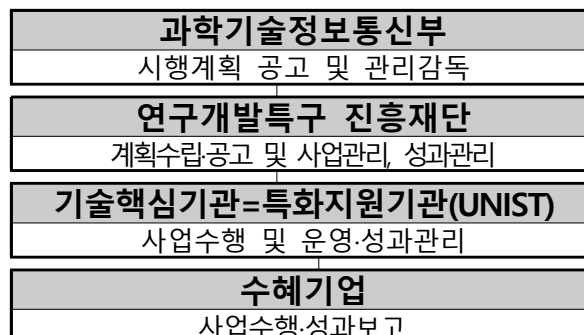 과학기술정보통신부
시행계획 공고 및 관리감독
연구개발특구 진흥재단
계획수립·공고 및 사업관리, 성과관리
기술핵심기관=특화지원기관(UNIST)
사업수행 및 운영·성과관리
수혜기업
사업수행·성과보고